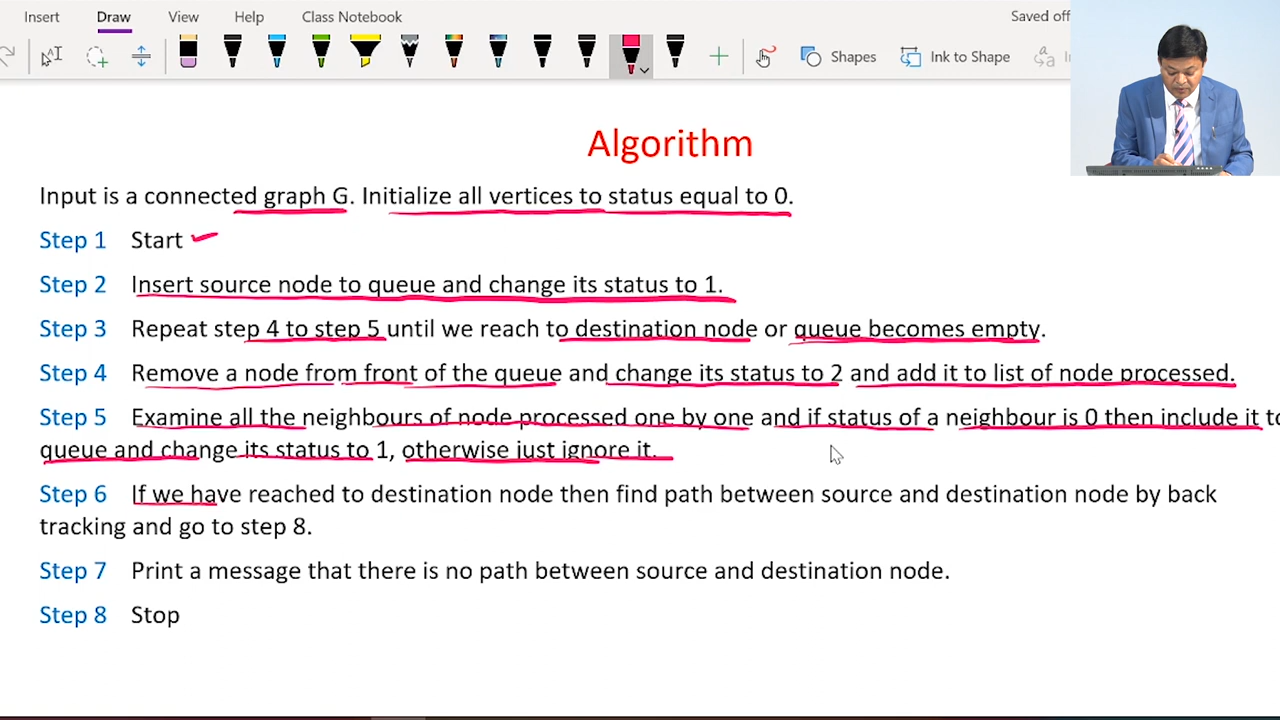 Insert Draw View Help Class Notebook Saved off
Shapes Ink to Shape
Algorithm
Input is a connected graph G. Initialize all vertices to status equal to 0.
Step 1 Start
Step 2 Insert source node to queue and change its status to 1.
Step 3 Repeat step 4 to step 5 until we reach to destination node or queue becomes empty.
Step 4 Remove a node from front of the queue and change its status to 2 and add it to list of node processed.
Step 5 Examine all the neighbours of node processed one by one and if status of a neighbour is 0 then include it to
queue and change its status to 1, otherwise just ignore it.
Step 6 If we have reached to destination node then find path between source and destination node by back
tracking and go to step 8.
Step 7 Print a message that there is no path between source and destination node.
Step 8 Stop